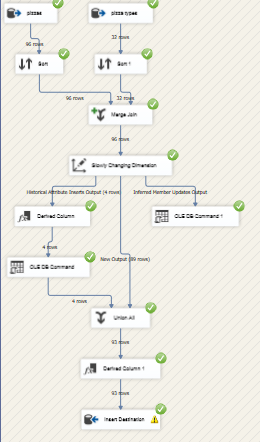 pizzas
pizza types
96 rows
32 rows
Sort
Sort 1
96 rows
32 rows
Merge Join
96 rows
Slowly Changing Dimension
Historical Attribute Inserts Output (4 rows)
Inferred Member Updates Output
Derived Column
OLE DB Command 1
4 rows
New Output (89 rows)
OLE DB Command
4 rows
Union All
93 rows
Derived Column 1
93 rows
Insert Destination